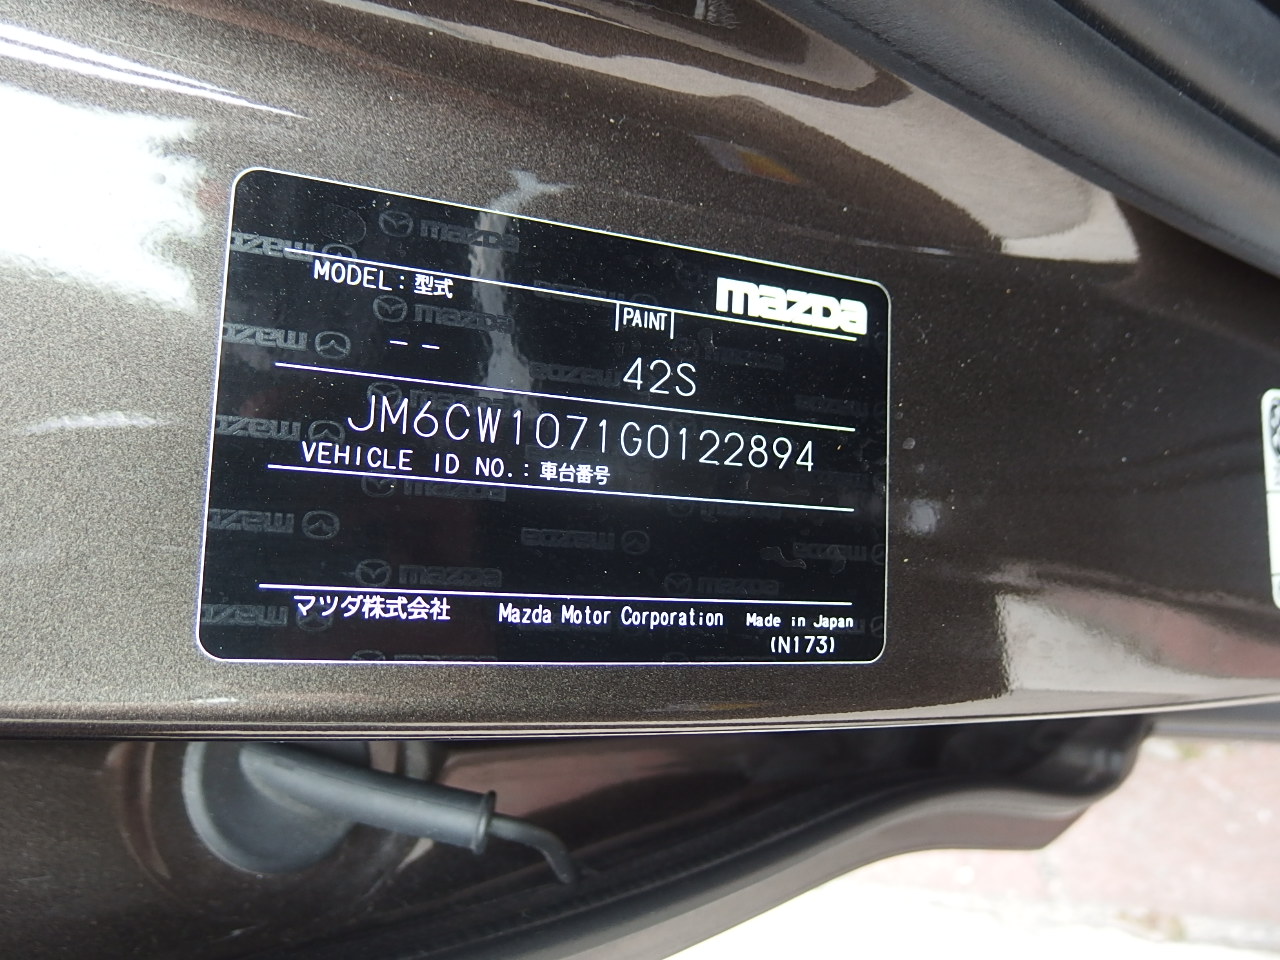 mazda
MODEL:型式
PAINT
-- 42S
JM6CW1071G0122894
VEHICLE ID NO.:車台番号
マツダ株式会社 Mazda Motor Corporation Made in Japan
(N173)